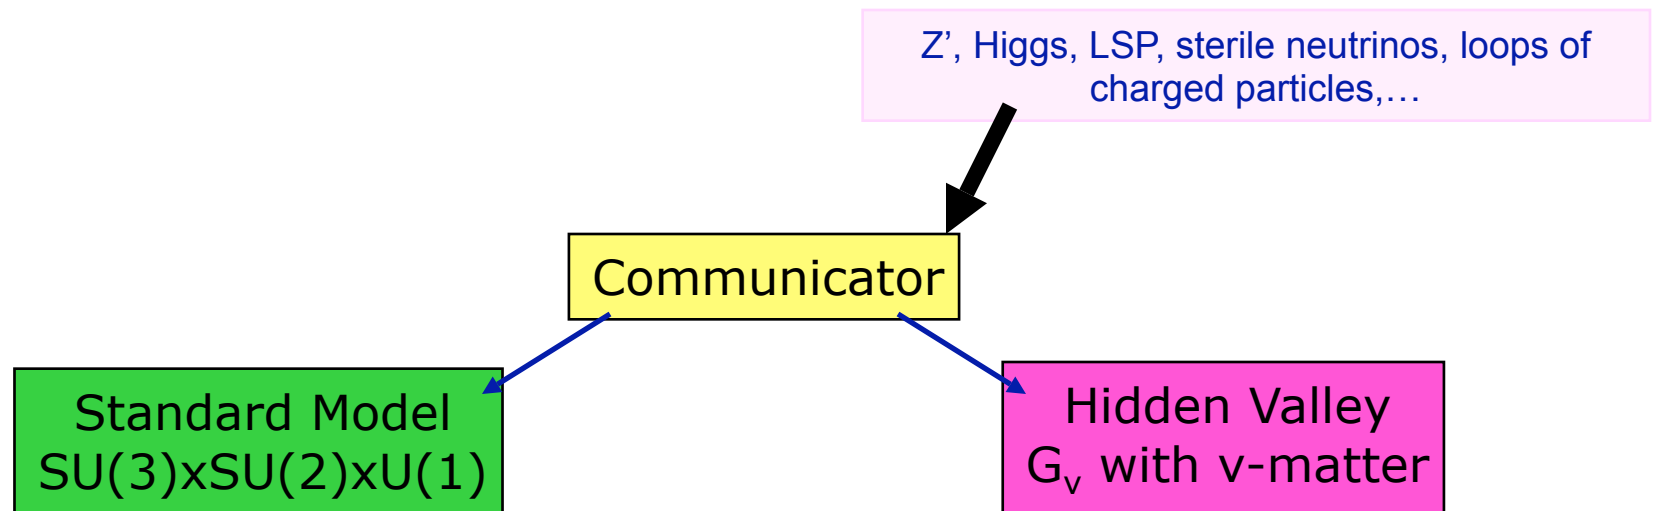 Z’, Higgs, LSP, sterile neutrinos, loops of
charged particles,…
Communicator
Standard Model
SU(3)xSU(2)xU(1)
Hidden Valley
Gᵥ with v-matter